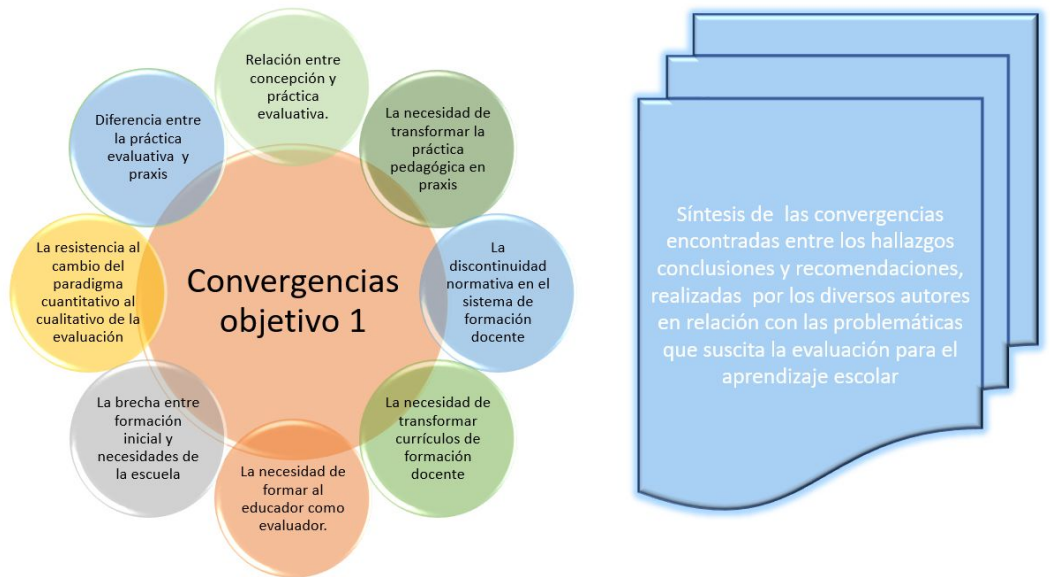 Relación entre
concepción y
práctica
evaluativa.
La necesidad de
transformar la
práctica
pedagógica en
praxis
La
discontinuidad
normativa en el
sistema de
formación
docente
La necesidad de
transformar
currículos de
formación
docente
La necesidad de
formar al
educador como
evaluador.
La brecha entre
formación
inicial y
necesidades de
la escuela
La resistencia al
cambio del
paradigma
cuantitativo al
cualitativo de la
evaluación
Diferencia entre
la práctica
evaluativa y
praxis
Convergencias
objetivo 1
Síntesis de las convergencias
encontradas entre los hallazgos
conclusiones y recomendaciones,
realizadas por los diversos autores
en relación con las problemáticas
que suscita la evaluación para el
aprendizaje escolar